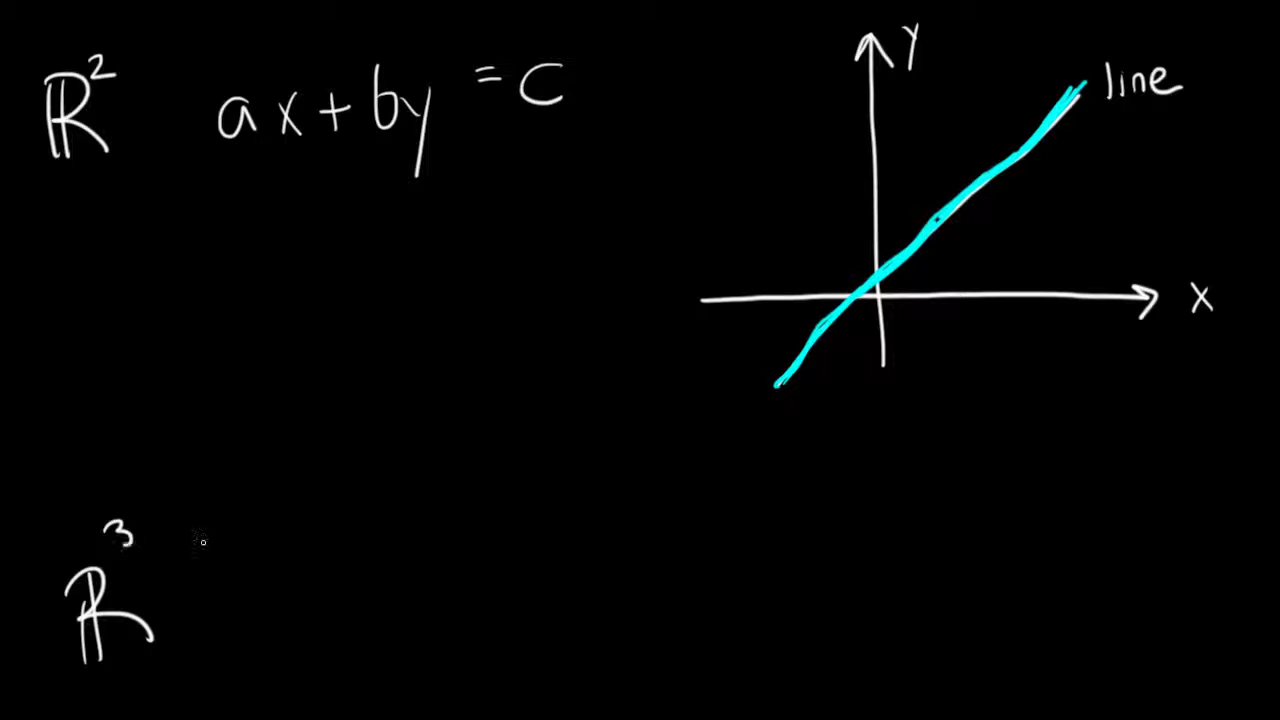 ℝ² ax+by=c
y
line
x
ℝ³